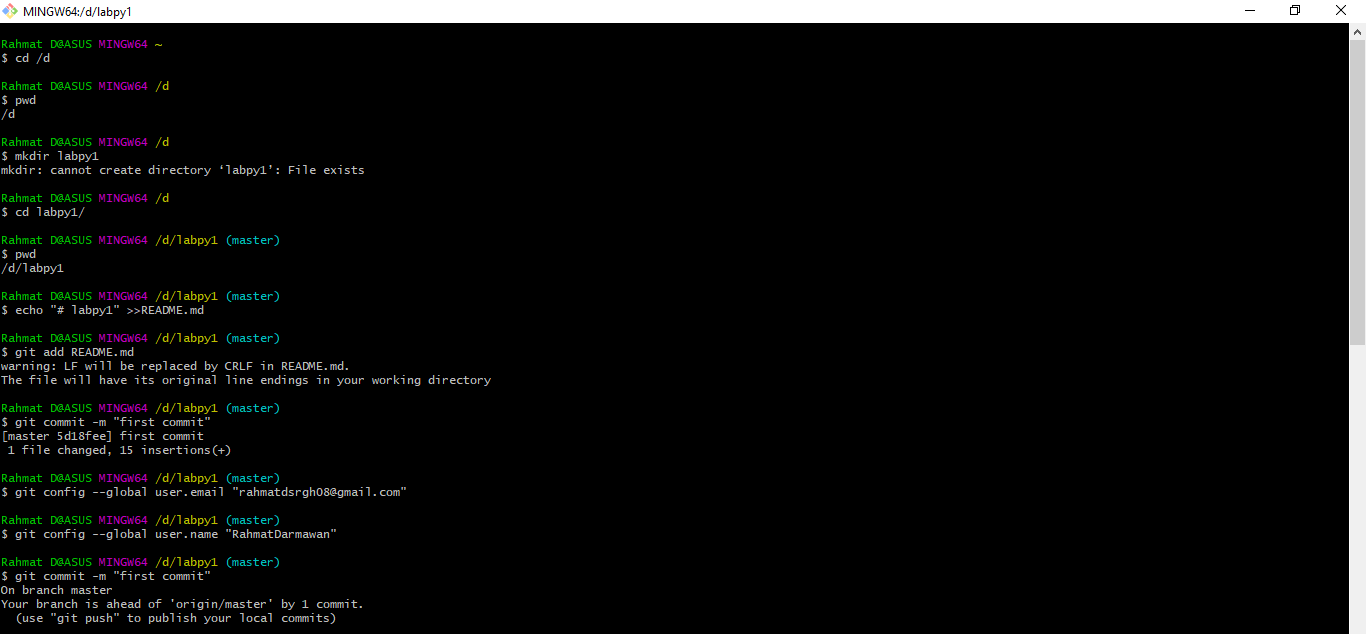 MINGW64:/d/labpy1
Rahmat D@ASUS MINGW64 ~
$ cd /d
Rahmat D@ASUS MINGW64 /d
$ pwd
/d
Rahmat D@ASUS MINGW64 /d
$ mkdir labpy1
mkdir: cannot create directory ‘labpy1’: File exists
Rahmat D@ASUS MINGW64 /d
$ cd labpy1/
Rahmat D@ASUS MINGW64 /d/labpy1 (master)
$ pwd
/d/labpy1
Rahmat D@ASUS MINGW64 /d/labpy1 (master)
$ echo "# labpy1" >>README.md
Rahmat D@ASUS MINGW64 /d/labpy1 (master)
$ git add README.md
warning: LF will be replaced by CRLF in README.md.
The file will have its original line endings in your working directory
Rahmat D@ASUS MINGW64 /d/labpy1 (master)
$ git commit -m "first commit"
[master 5d18fee] first commit
 1 file changed, 15 insertions(+)
Rahmat D@ASUS MINGW64 /d/labpy1 (master)
$ git config --global user.email "rahmatdsrgh08@gmail.com"
Rahmat D@ASUS MINGW64 /d/labpy1 (master)
$ git config --global user.name "RahmatDarmawan"
Rahmat D@ASUS MINGW64 /d/labpy1 (master)
$ git commit -m "first commit"
On branch master
Your branch is ahead of 'origin/master' by 1 commit.
  (use "git push" to publish your local commits)